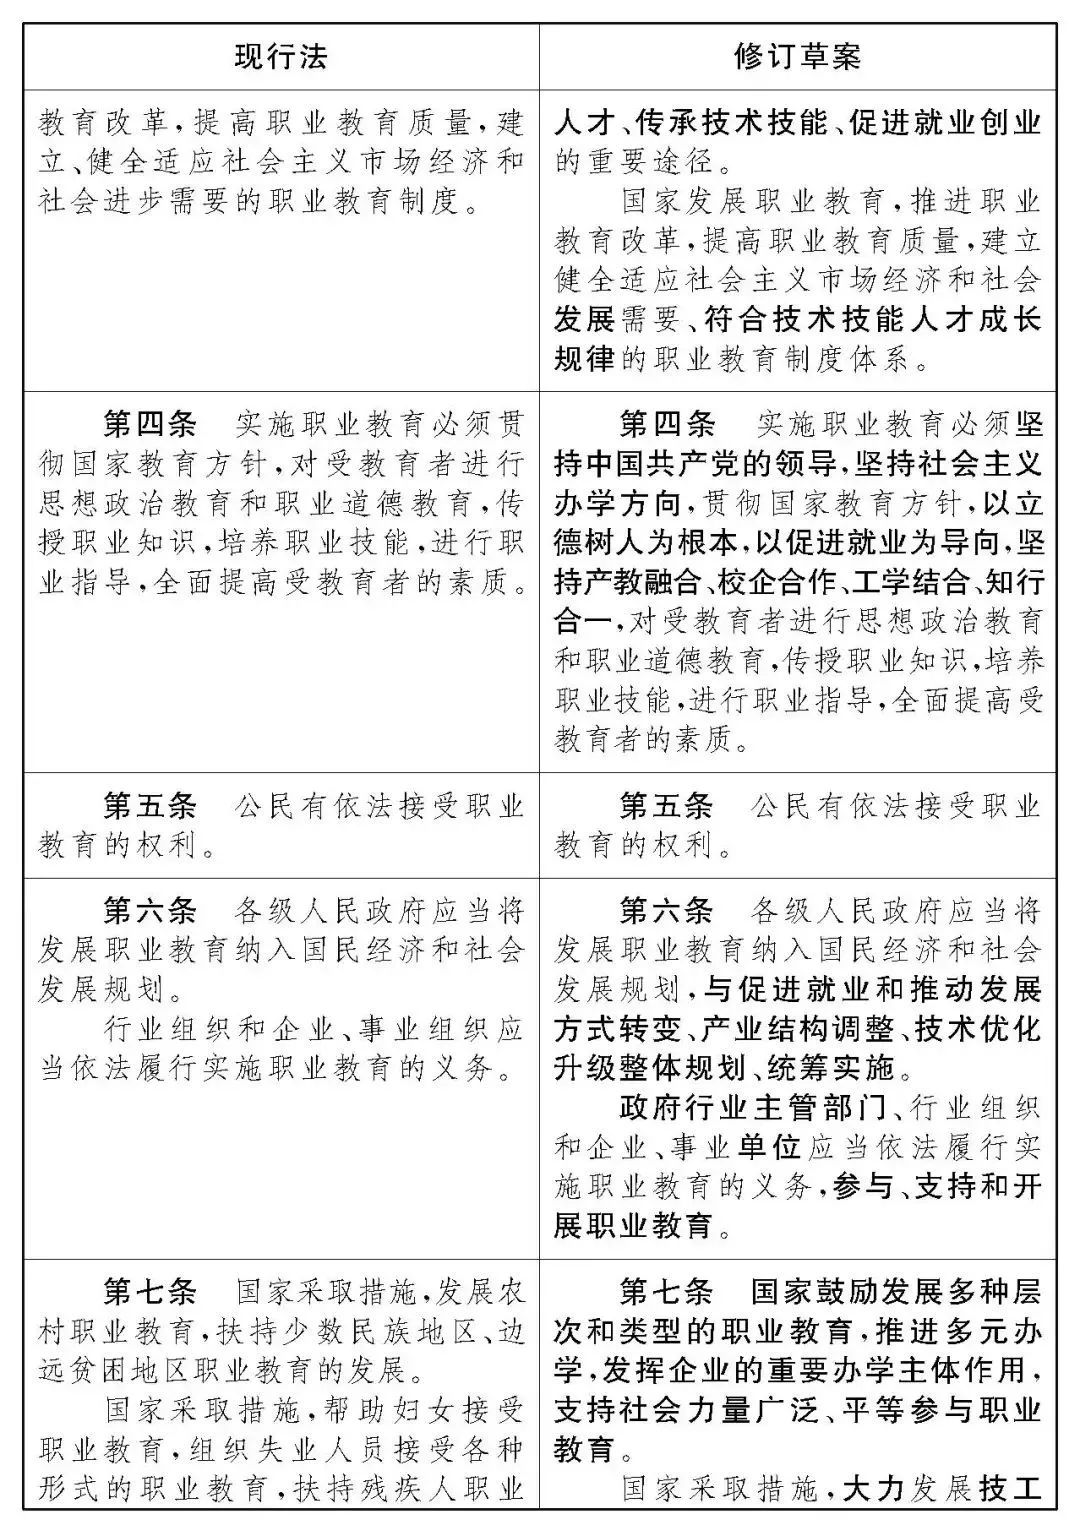 现行法
教育改革，提高职业教育质量，建
立、健全适应社会主义市场经济和
社会进步需要的职业教育制度。
第四条　实施职业教育必须贯
彻国家教育方针，对受教育者进行
思想政治教育和职业道德教育，传
授职业知识，培养职业技能，进行职
业指导，全面提高受教育者的素质。
第五条　公民有依法接受职业
教育的权利。
第六条　各级人民政府应当将
发展职业教育纳入国民经济和社会
发展规划。
行业组织和企业、事业组织应
当依法履行实施职业教育的义务。
第七条　国家采取措施，发展农
村职业教育，扶持少数民族地区、边
远贫困地区职业教育的发展。
国家采取措施，帮助妇女接受
职业教育，组织失业人员接受各种
形式的职业教育，扶持残疾人职业
修订草案
人才、传承技术技能、促进就业创业
的重要途径。
国家发展职业教育，推进职业
教育改革，提高职业教育质量，建立
健全适应社会主义市场经济和社会
发展需要、符合技术技能人才成长
规律的职业教育制度体系。
第四条　实施职业教育必须坚
持中国共产党的领导，坚持社会主义
办学方向，贯彻国家教育方针，以立
德树人为根本，以促进就业为导向，坚
持产教融合、校企合作、工学结合、知行
合一，对受教育者进行思想政治教育
和职业道德教育，传授职业知识，培养
职业技能，进行职业指导，全面提高受
教育者的素质。
第五条　公民有依法接受职业
教育的权利。
第六条　各级人民政府应当将
发展职业教育纳入国民经济和社会
发展规划，与促进就业和推动发展
方式转变、产业结构调整、技术优化
升级整体规划、统筹实施。
政府行业主管部门、行业组织
和企业、事业单位应当依法履行实
施职业教育的义务，参与、支持和开
展职业教育。
第七条　国家鼓励发展多种层
次和类型的职业教育，推进多元办
学，发挥企业的重要办学主体作用，
支持社会力量广泛、平等参与职业
教育。
国家采取措施，大力发展技工